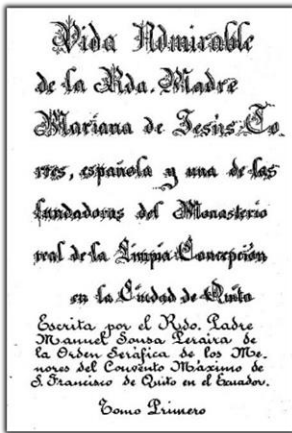 Vida Admirable
de la Rda. Madre
Mariana de Jesús To
rres, española y una de las
fundadoras del Monasterio
real de la Limpia Concepción
en la Ciudad de Quito
Escrita por el Rdo. Padre
Manuel Sousa Peraira de
la Orden Seráfica de los Me-
nores del Convento Máximo de
S. Francisco de Quito en el Ecuador.
Tomo Primero